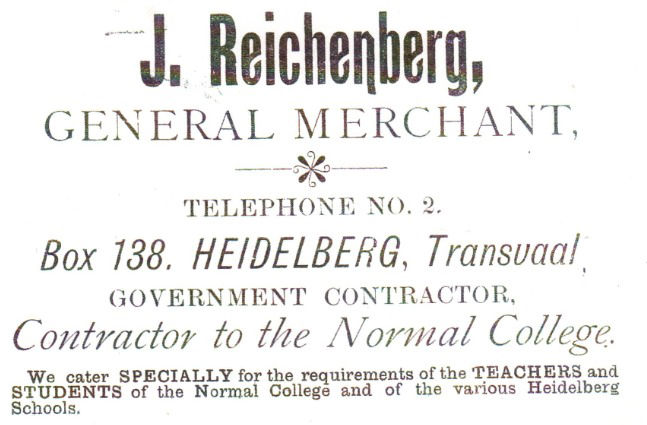 J. Reichenberg,
GENERAL MERCHANT,
TELEPHONE NO. 2.
Box 138. HEIDELBERG, Transvaal,
GOVERNMENT CONTRACTOR,
Contractor to the Normal College.
We cater SPECIALLY for the requirements of the TEACHERS and
STUDENTS of the Normal College and of the various Heidelberg
Schools.